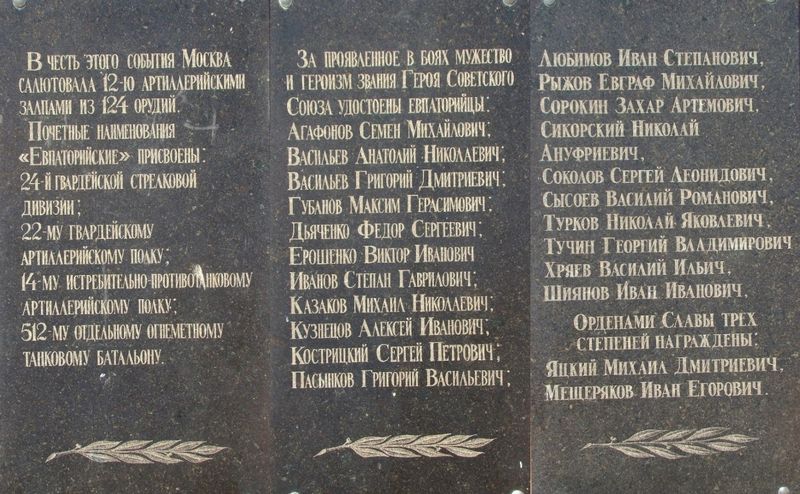 В честь этого события Москва
салютовала 12-ю артиллерийскими
залпами из 124 орудий.
Почетные наименования
«Евпаторийские» присвоены:
24-й гвардейской стрелковой
дивизии;
22-му гвардейскому
артиллерийскому полку;
14-му истребительно-противотанковому
артиллерийскому полку;
512-му отдельному огнеметному
танковому батальону.
За проявленное в боях мужество
и героизм звания Героя Советского
Союза удостоены евпаторийцы:
Агафонов Семен Михайлович;
Васильев Анатолий Николаевич;
Васильев Григорий Дмитриевич;
Губанов Максим Герасимович;
Дьяченко Федор Сергеевич;
Ерошенко Виктор Иванович
Иванов Степан Гаврилович;
Казаков Михаил Николаевич;
Кузнецов Алексей Иванович,
Кострицкий Сергей Петрович;
Пасынков Григорий Васильевич;
Любимов Иван Степанович,
Рыжов Евграф Михайлович,
Сорокин Захар Артемович,
Сикорский Николай
Ануфриевич,
Соколов Сергей Леонидович,
Сысоев Василий Романович,
Турков Николай Яковлевич,
Тучин Георгий Владимирович
Хряев Василий Ильич,
Шиянов Иван Иванович.
Орденами Славы трех
степеней награждены:
Яцкий Михаил Дмитриевич,
Мещеряков Иван Егорович.